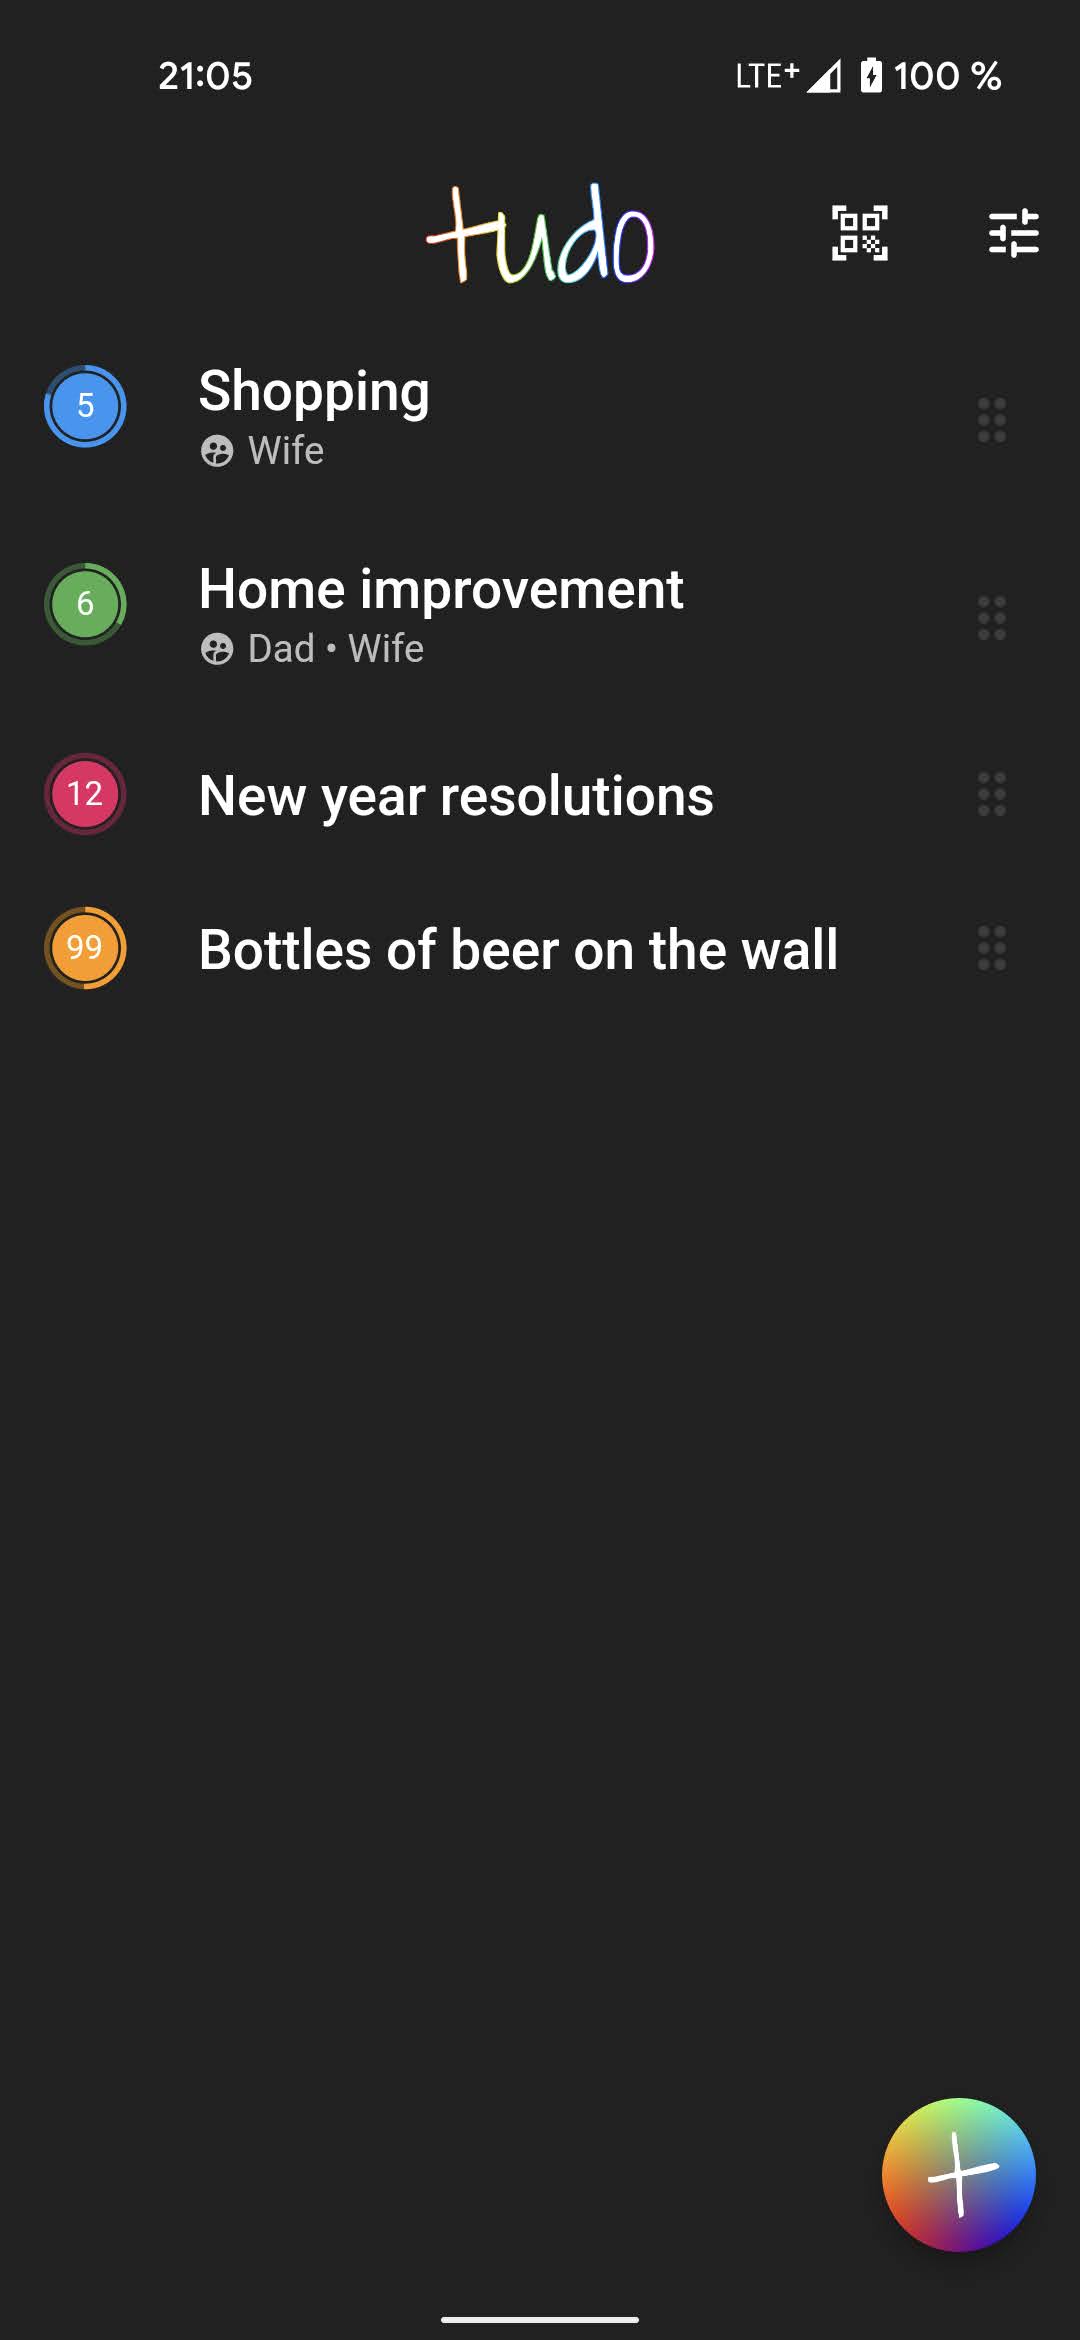 21:05 LTE+ 100 %
tudo
5 Shopping
Wife
6 Home improvement
Dad • Wife
12 New year resolutions
99 Bottles of beer on the wall